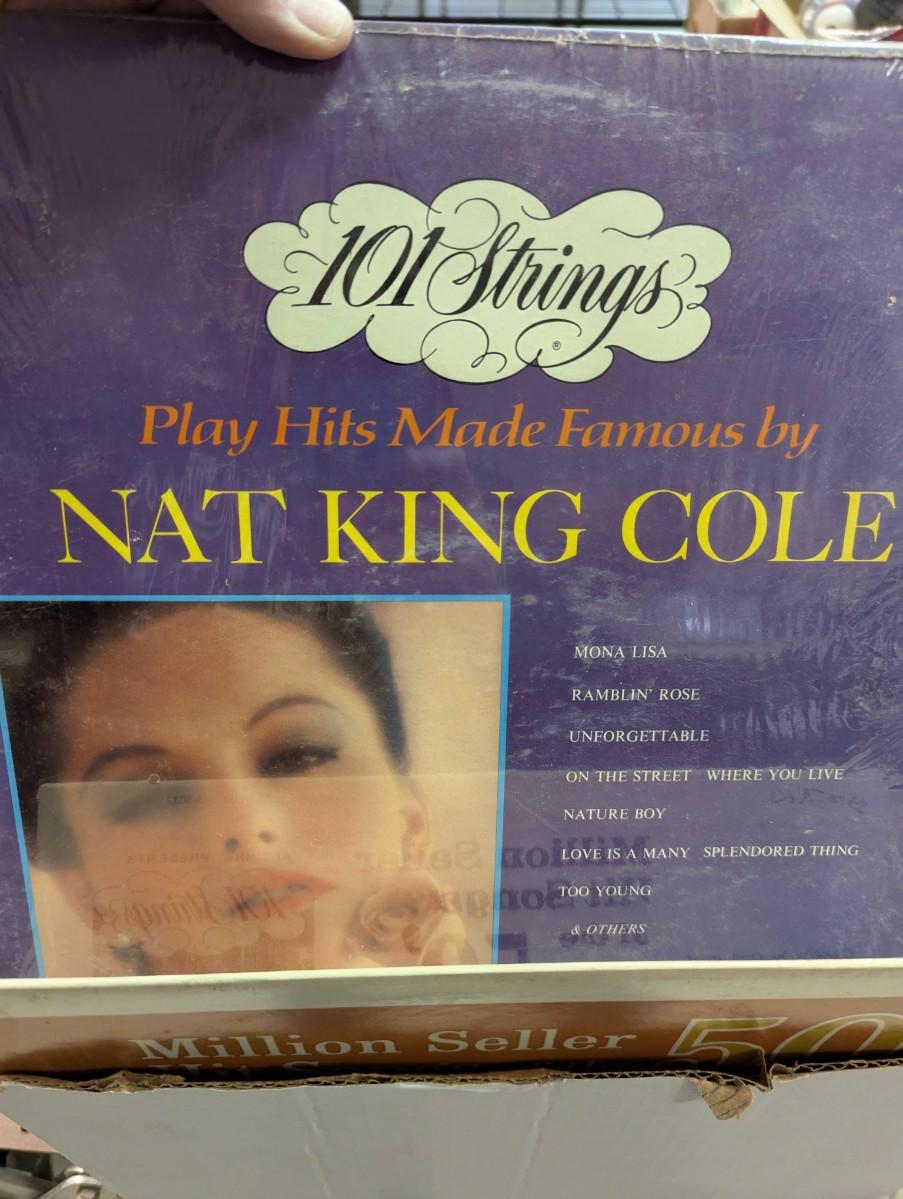 101 Strings
®
Play Hits Made Famous by
NAT KING COLE
MONA LISA
RAMBLIN' ROSE
UNFORGETTABLE
ON THE STREET WHERE YOU LIVE
NATURE BOY
LOVE IS A MANY SPLENDORED THING
TOO YOUNG
& OTHERS
Million Seller
50